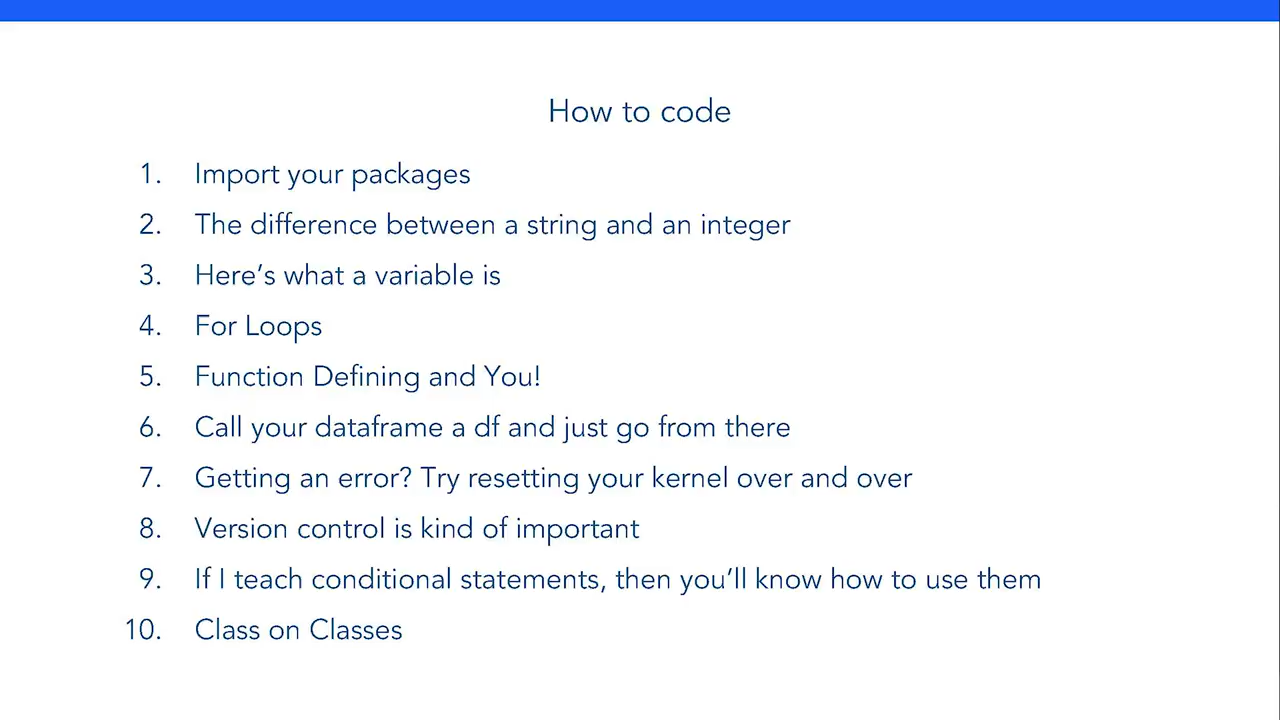 How to code
1. Import your packages
2. The difference between a string and an integer
3. Here’s what a variable is
4. For Loops
5. Function Defining and You!
6. Call your dataframe a df and just go from there
7. Getting an error? Try resetting your kernel over and over
8. Version control is kind of important
9. If I teach conditional statements, then you’ll know how to use them
10. Class on Classes